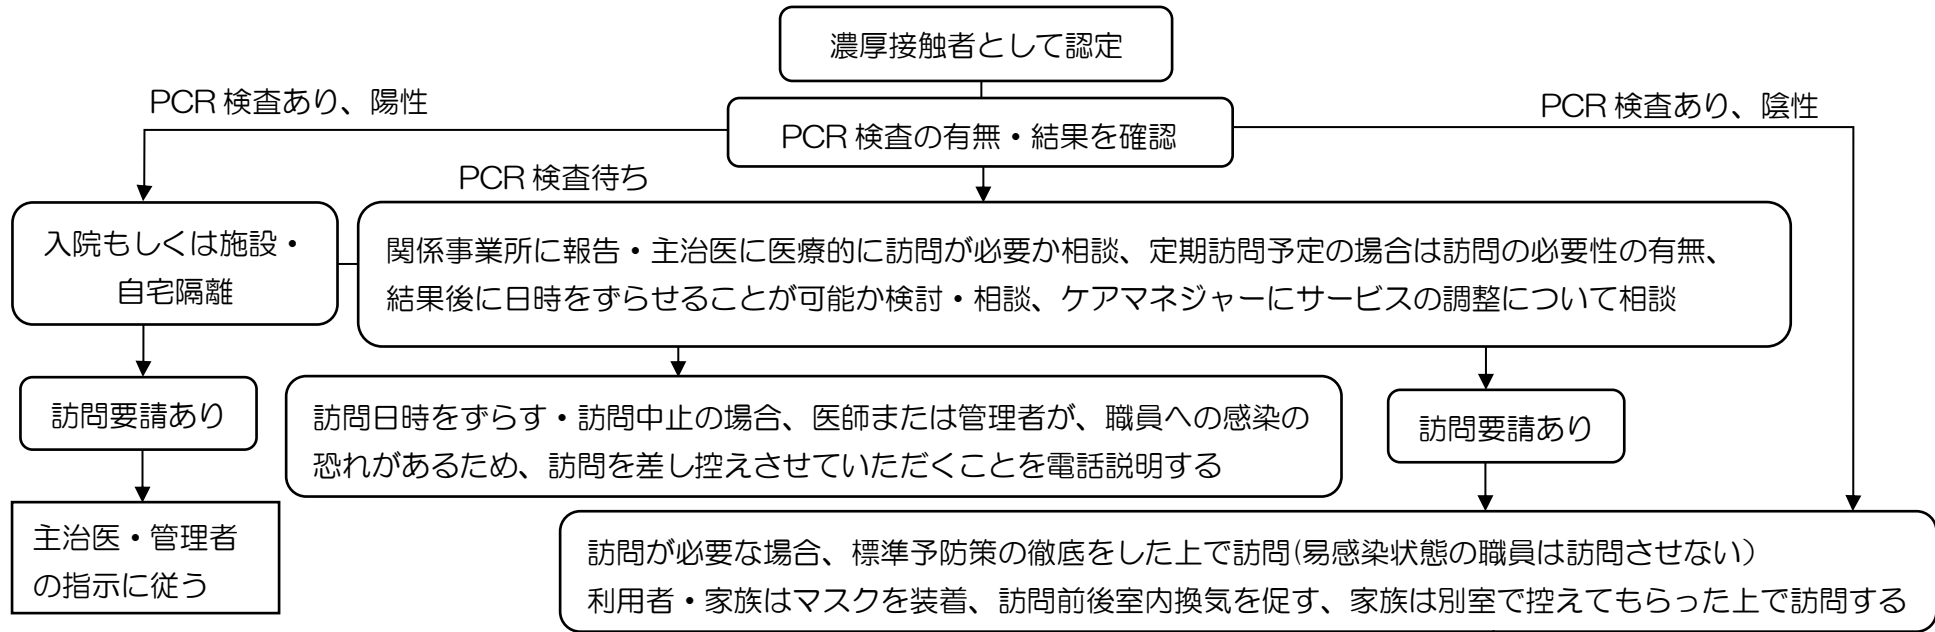 濃厚接触者として認定
PCR 検査あり、陽性
PCR 検査の有無・結果を確認
PCR 検査あり、陰性
PCR 検査待ち
入院もしくは施設・
自宅隔離
関係事業所に報告・主治医に医療的に訪問が必要か相談、定期訪問予定の場合は訪問の必要性の有無、
結果後に日時をずらせることが可能か検討・相談、ケアマネジャーにサービスの調整について相談
訪問要請あり
訪問日時をずらす・訪問中止の場合、医師または管理者が、職員への感染の
恐れがあるため、訪問を差し控えさせていただくことを電話説明する
訪問要請あり
主治医・管理者
の指示に従う
訪問が必要な場合、標準予防策の徹底をした上で訪問(易感染状態の職員は訪問させない）
利用者・家族はマスクを装着、訪問前後室内換気を促す、家族は別室で控えてもらった上で訪問する